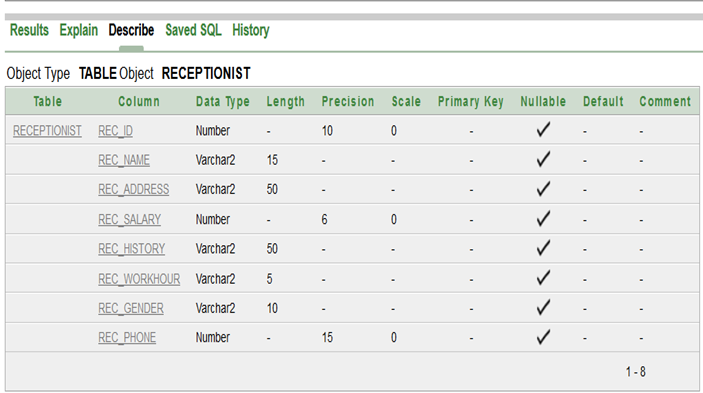 Results Explain Describe Saved SQL History
Object Type TABLE Object RECEPTIONIST
Table Column Data Type Length Precision Scale Primary Key Nullable Default Comment
RECEPTIONIST REC_ID Number - 10 0 - ✓ - -
REC_NAME Varchar2 15 - - - ✓ - -
REC_ADDRESS Varchar2 50 - - - ✓ - -
REC_SALARY Number - 6 0 - ✓ - -
REC_HISTORY Varchar2 50 - - - ✓ - -
REC_WORKHOUR Varchar2 5 - - - ✓ - -
REC_GENDER Varchar2 10 - - - ✓ - -
REC_PHONE Number - 15 0 - ✓ - -
1 - 8